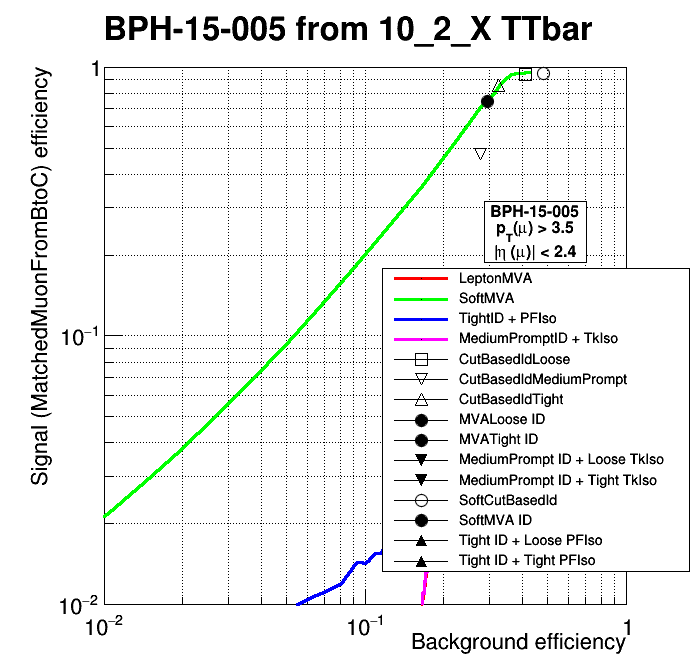 BPH-15-005 from 10_2_X TTbar
Signal (MatchedMuonFromBtoC) efficiency
1
10⁻¹
10⁻²
BPH-15-005
p_T(μ) > 3.5
|η (μ)| < 2.4
LeptonMVA
SoftMVA
TightID + PFIso
MediumPromptID + TkIso
CutBasedIdLoose
CutBasedIdMediumPrompt
CutBasedIdTight
MVALoose ID
MVATight ID
MediumPrompt ID + Loose TkIso
MediumPrompt ID + Tight TkIso
SoftCutBasedId
SoftMVA ID
Tight ID + Loose PFIso
Tight ID + Tight PFIso
10⁻² 10⁻¹ 1
Background efficiency